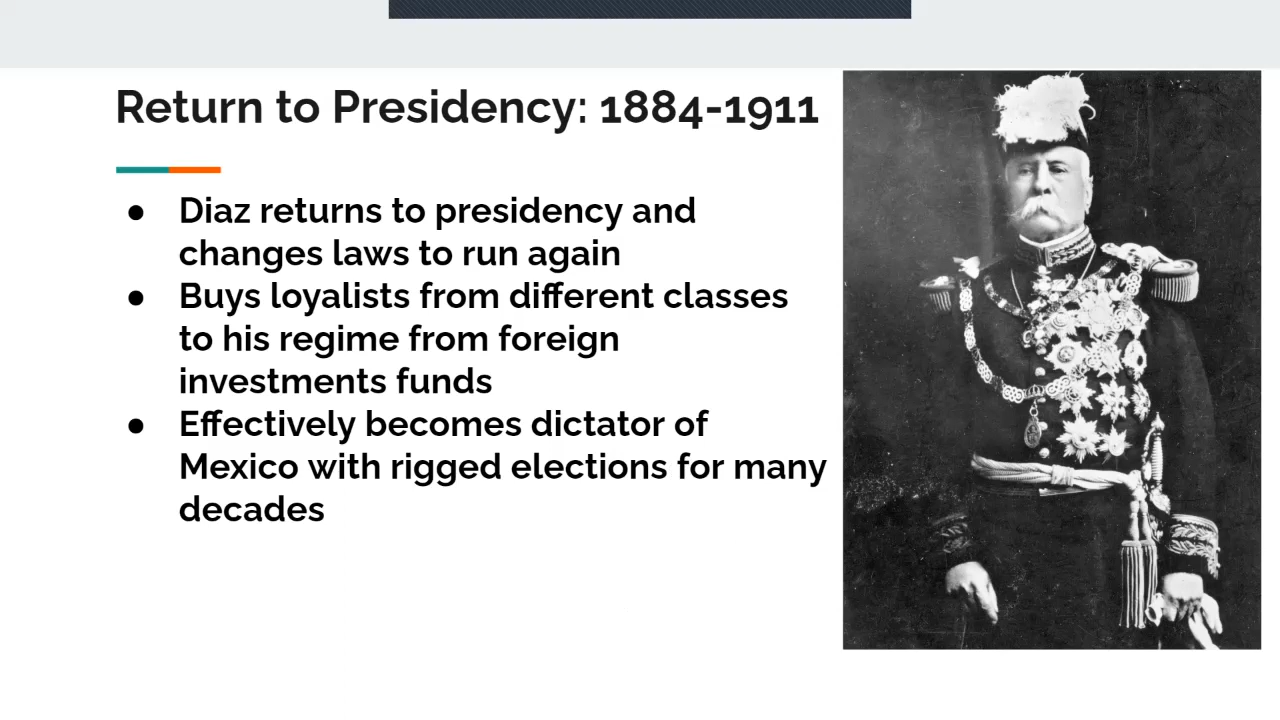 Return to Presidency: 1884-1911
● Diaz returns to presidency and
changes laws to run again
● Buys loyalists from different classes
to his regime from foreign
investments funds
● Effectively becomes dictator of
Mexico with rigged elections for many
decades